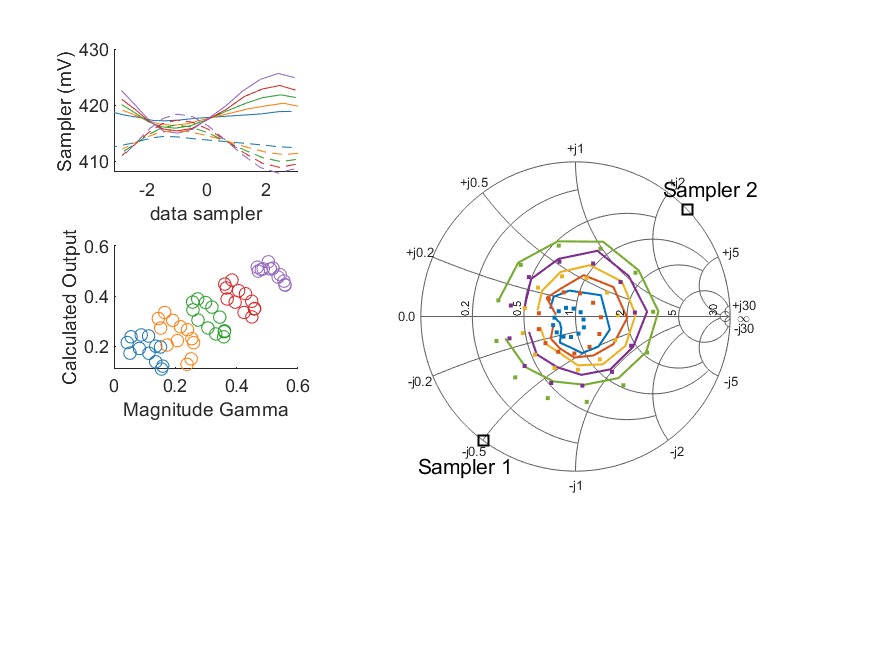 430
420
410
Sampler (mV)
-2
0
2
data sampler
0.6
0.4
0.2
Calculated Output
0
0.2
0.4
0.6
Magnitude Gamma
+j1
+j0.5
+j2
Sampler 2
+j0.2
+j5
0.0
0.2
0.5
1
2
5
30
+j30
∞
-j30
-j0.2
-j5
-j0.5
-j2
Sampler 1
-j1